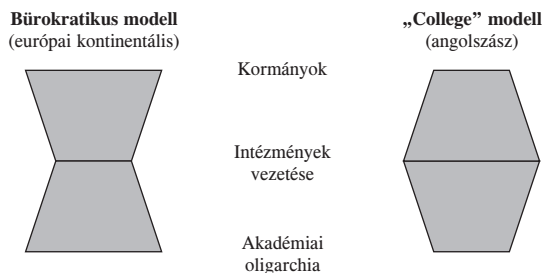 Bürokratikus modell
(európai kontinentális)
„College” modell
(angolszász)
Kormányok
Intézmények
vezetése
Akadémiai
oligarchia